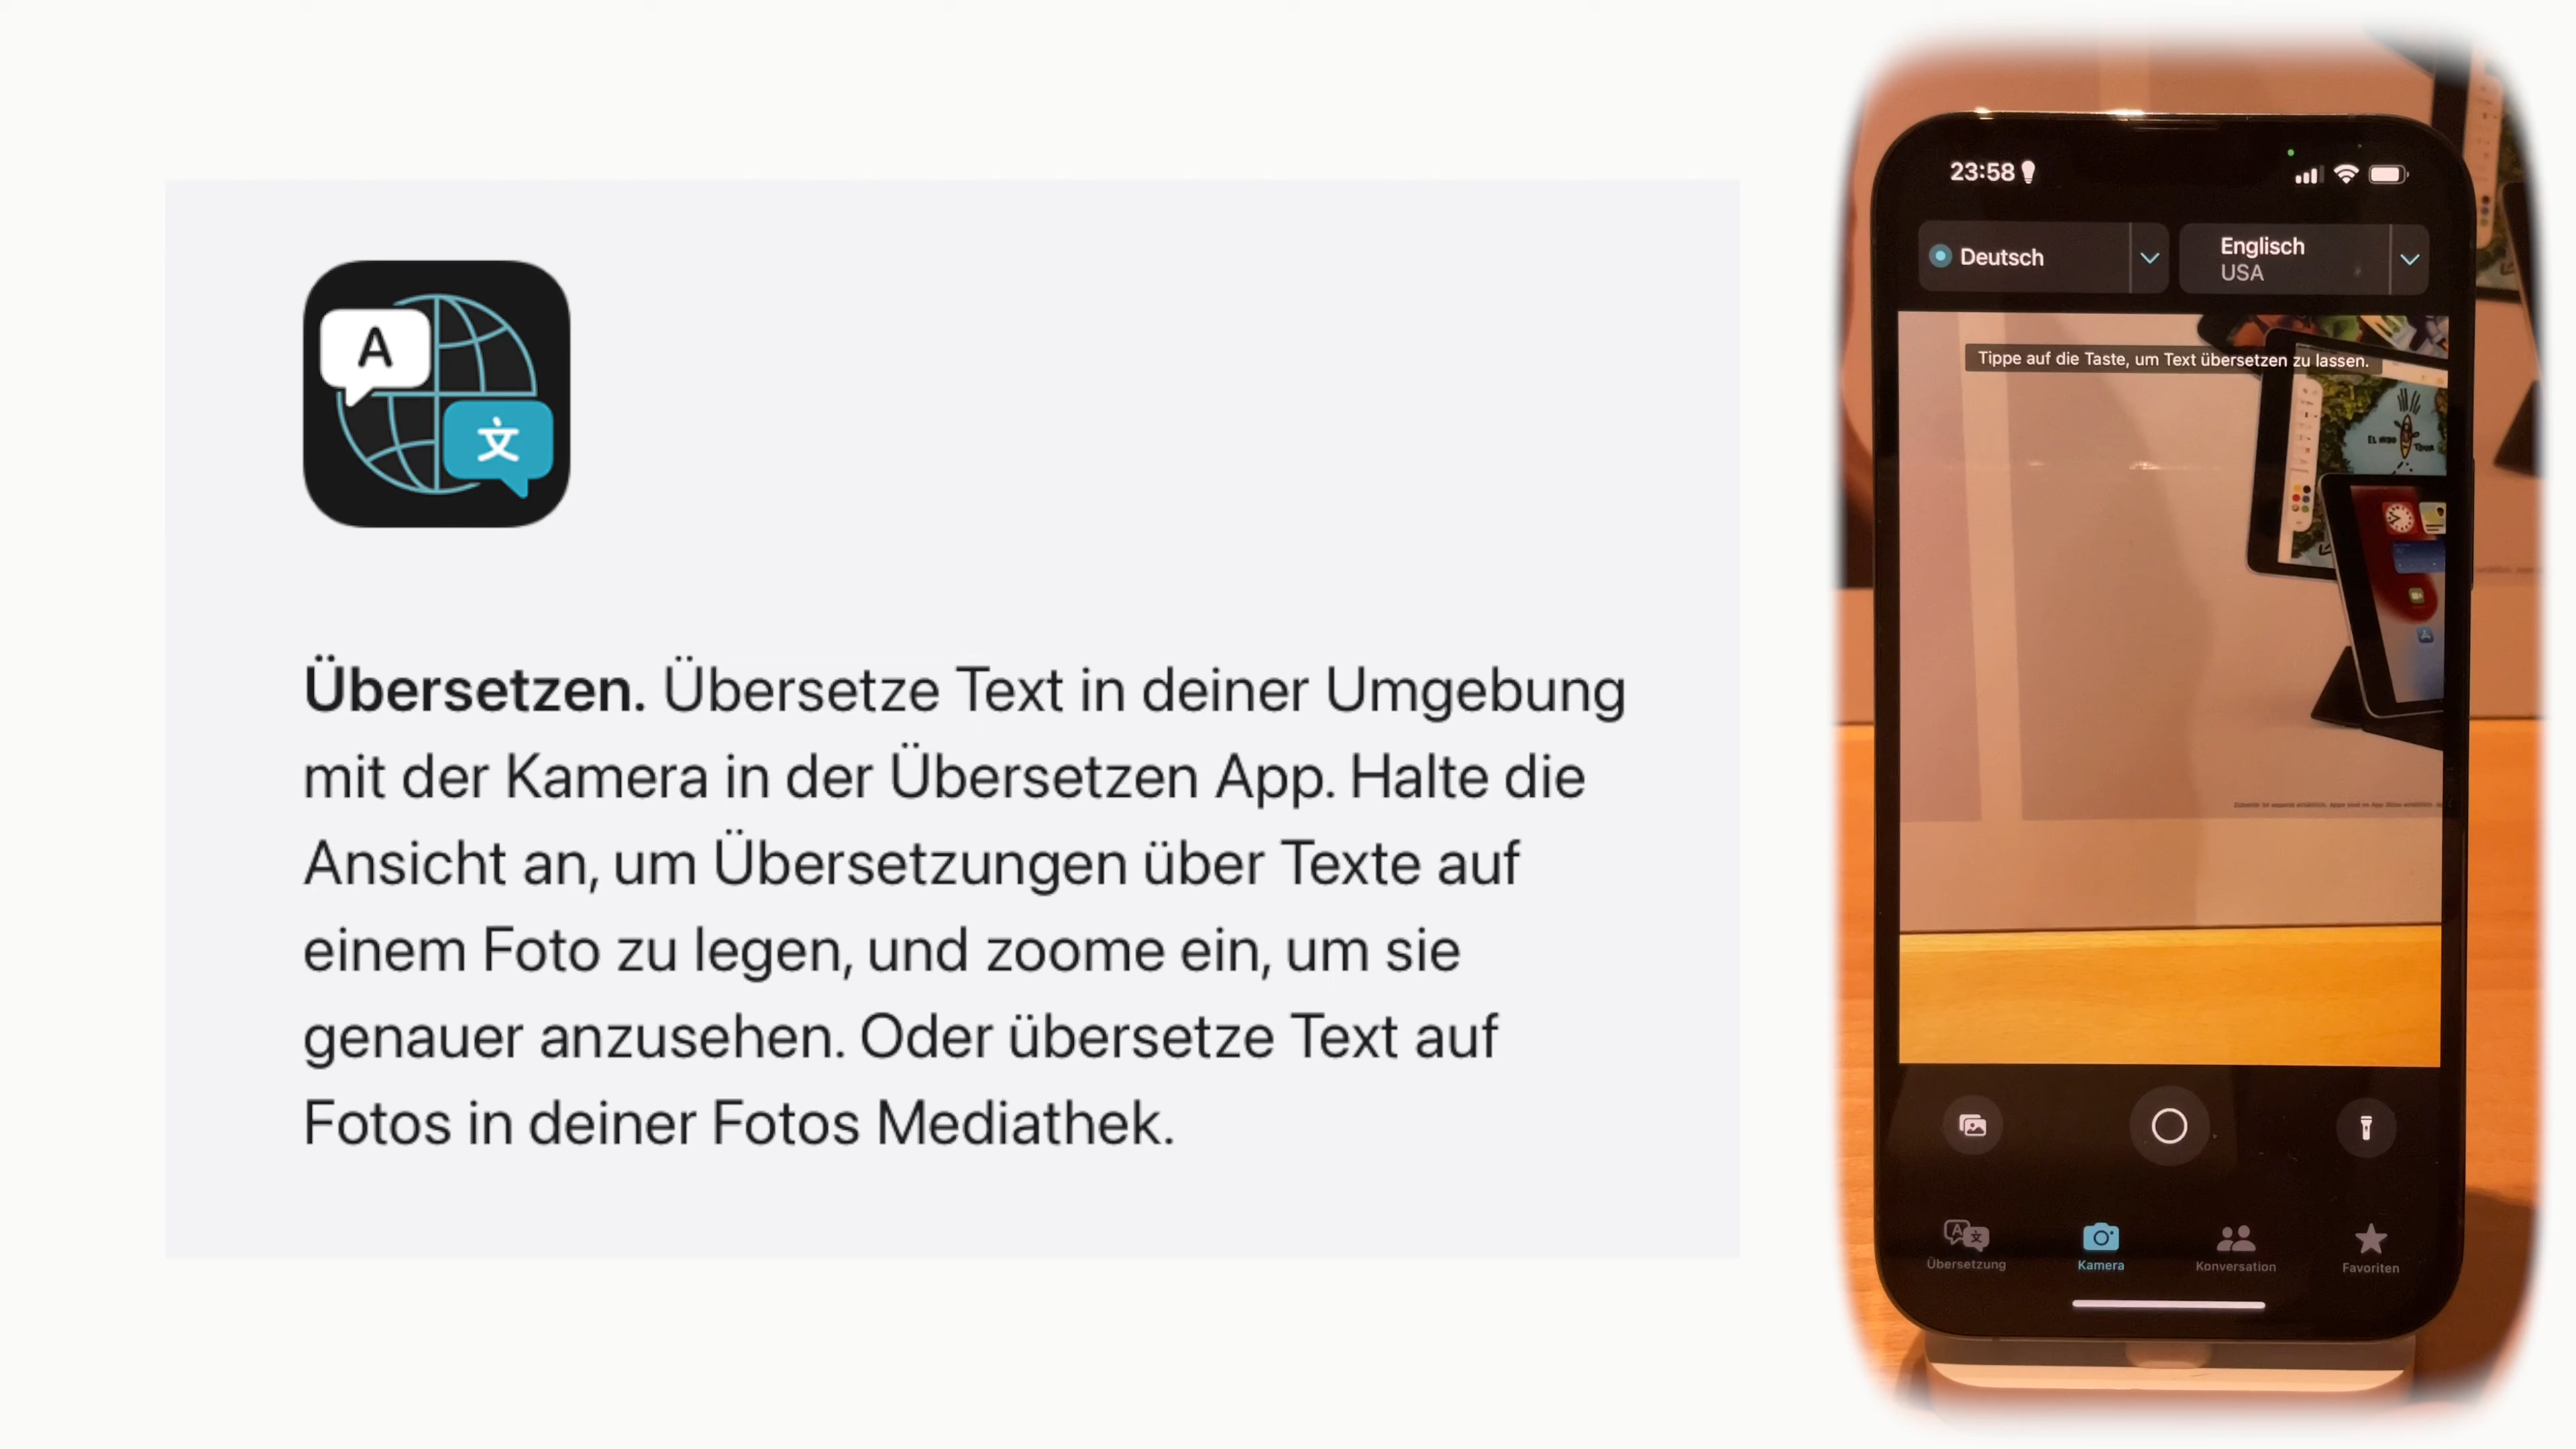 A
文
Übersetzen. Übersetze Text in deiner Umgebung
mit der Kamera in der Übersetzen App. Halte die
Ansicht an, um Übersetzungen über Texte auf
einem Foto zu legen, und zoome ein, um sie
genauer anzusehen. Oder übersetze Text auf
Fotos in deiner Fotos Mediathek.
23:58
Deutsch
Englisch
USA
Tippe auf die Taste, um Text übersetzen zu lassen.
Übersetzung
Kamera
Konversation
Favoriten